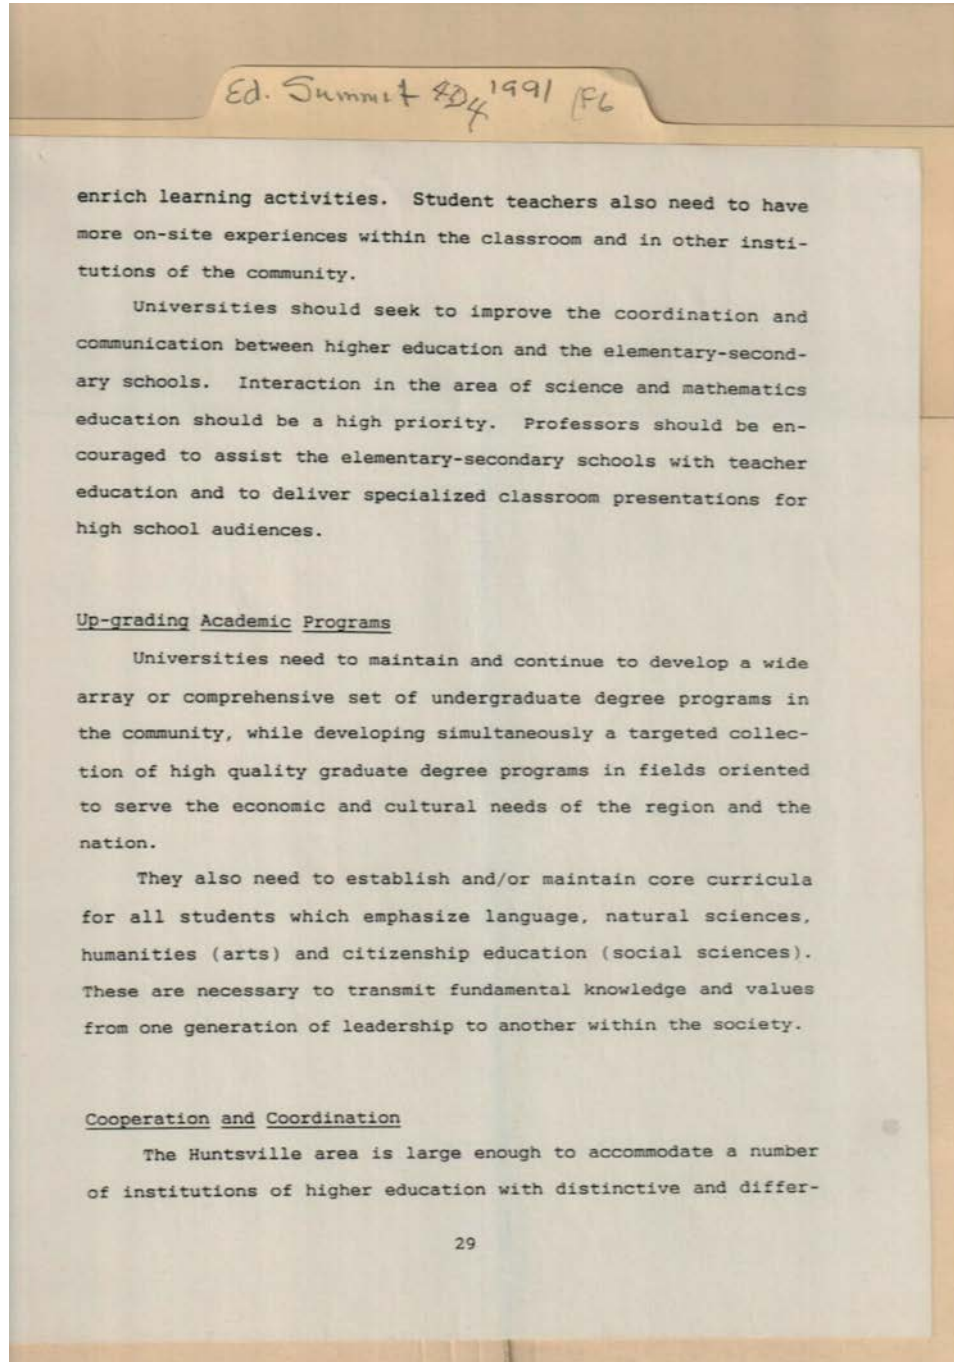 Ed. Summit 4D4 1991 F6
enrich learning activities. Student teachers also need to have
more on-site experiences within the classroom and in other insti-
tutions of the community.
Universities should seek to improve the coordination and
communication between higher education and the elementary-second-
ary schools. Interaction in the area of science and mathematics
education should be a high priority. Professors should be en-
couraged to assist the elementary-secondary schools with teacher
education and to deliver specialized classroom presentations for
high school audiences.
Up-grading Academic Programs
Universities need to maintain and continue to develop a wide
array or comprehensive set of undergraduate degree programs in
the community, while developing simultaneously a targeted collec-
tion of high quality graduate degree programs in fields oriented
to serve the economic and cultural needs of the region and the
nation.
They also need to establish and/or maintain core curricula
for all students which emphasize language, natural sciences,
humanities (arts) and citizenship education (social sciences).
These are necessary to transmit fundamental knowledge and values
from one generation of leadership to another within the society.
Cooperation and Coordination
The Huntsville area is large enough to accommodate a number
of institutions of higher education with distinctive and differ-
29